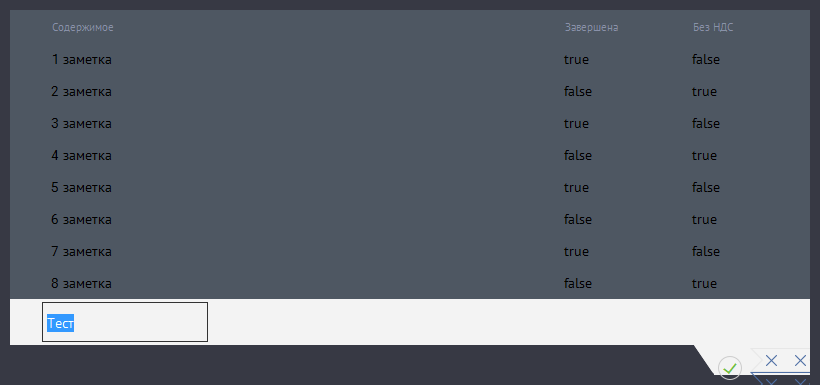 Содержимое Завершена Без НДС
1 заметка true false
2 заметка false true
3 заметка true false
4 заметка false true
5 заметка true false
6 заметка false true
7 заметка true false
8 заметка false true
Тест